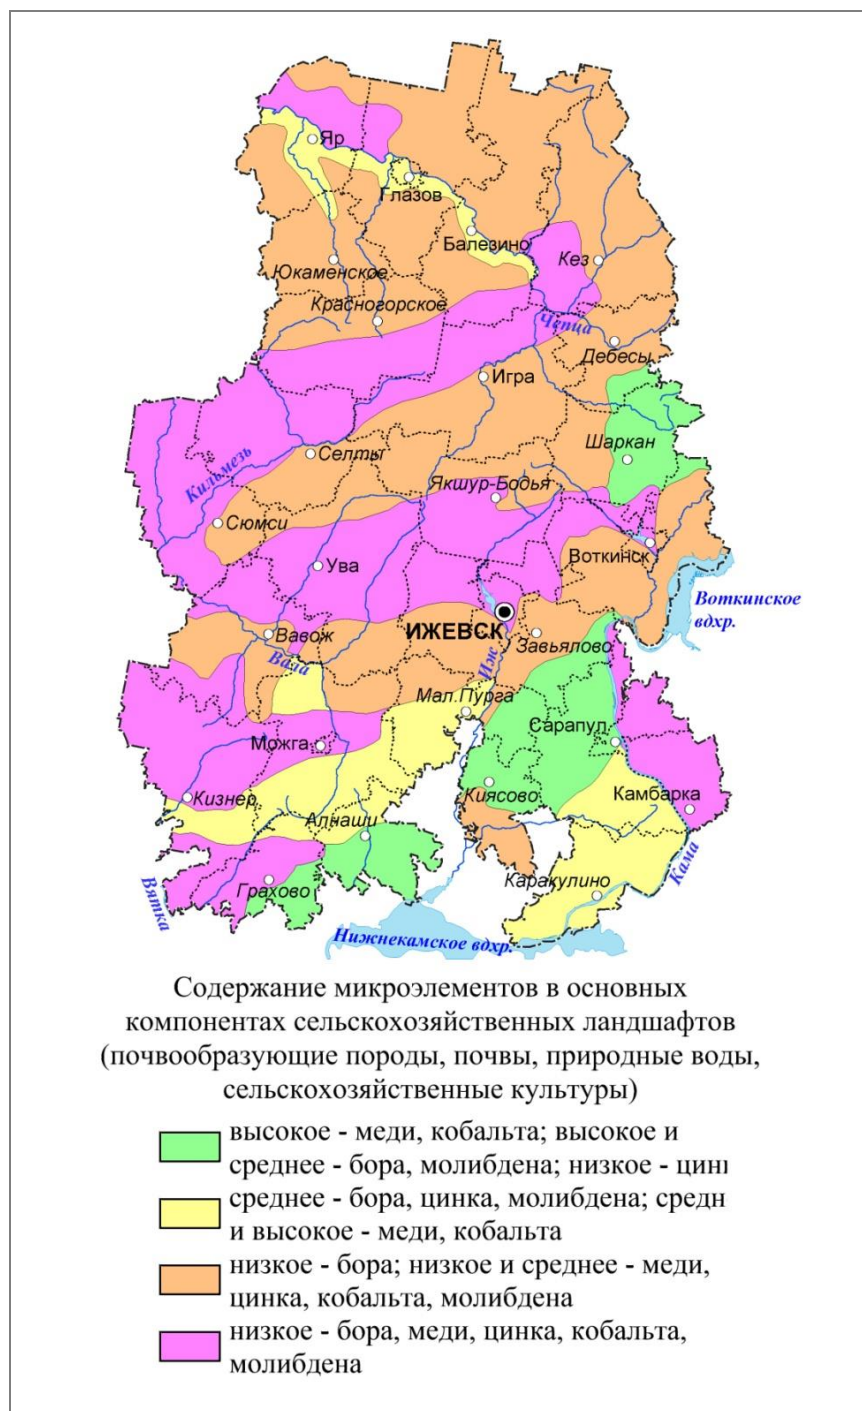 Яр
Глазов
Балезино
Кез
Юкаменское
Красногорское
Чепца
Дебесы
Игра
Шаркан
Селты
Кильмезь
Якшур-Бодья
Сюмси
Ува
Воткинск
Воткинское
вдхр.
ИЖЕВСК
Вавож
Завьялово
Вала
Иж
Мал.Пурга
Сарапул
Можга
Киясово
Камбарка
Кизнер
Алнаши
Кама
Вятка
Грахово
Каракулино
Нижнекамское вдхр.
Содержание микроэлементов в основных
компонентах сельскохозяйственных ландшафтов
(почвообразующие породы, почвы, природные воды,
сельскохозяйственные культуры)
высокое - меди, кобальта; высокое и
среднее - бора, молибдена; низкое - цин
среднее - бора, цинка, молибдена; средн
и высокое - меди, кобальта
низкое - бора; низкое и среднее - меди,
цинка, кобальта, молибдена
низкое - бора, меди, цинка, кобальта,
молибдена